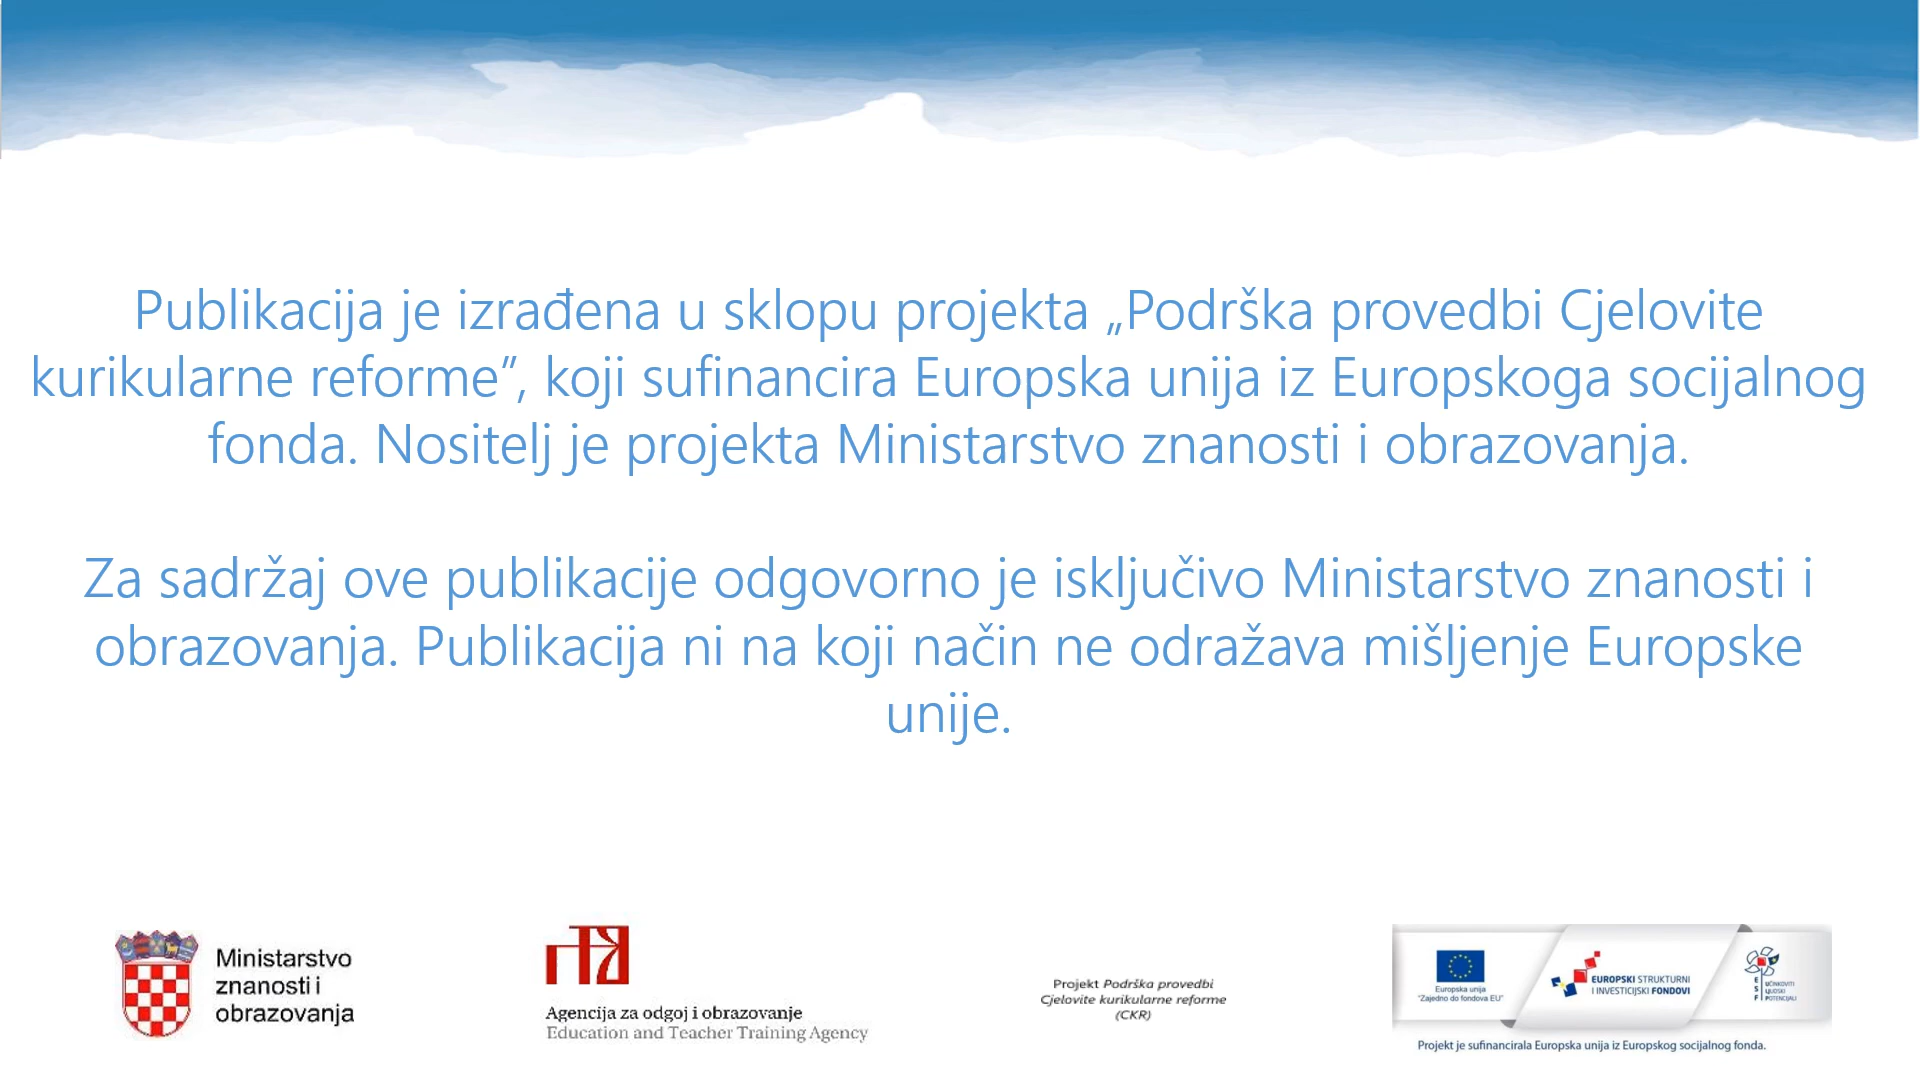 Publikacija je izrađena u sklopu projekta „Podrška provedbi Cjelovite
kurikularne reforme”, koji sufinancira Europska unija iz Europskoga socijalnog
fonda. Nositelj je projekta Ministarstvo znanosti i obrazovanja.
Za sadržaj ove publikacije odgovorno je isključivo Ministarstvo znanosti i
obrazovanja. Publikacija ni na koji način ne odražava mišljenje Europske
unije.
Ministarstvo
znanosti i
obrazovanja
Agencija za odgoj i obrazovanje
Education and Teacher Training Agency
Projekt Podrška provedbi
Cjelovite kurikularne reforme
(CKR)
Europska unija
"Zajedno do fondova EU"
EUROPSKI STRUKTURNI
I INVESTICIJSKI FONDOVI
ESF
UČINKOVITI
LJUDSKI
POTENCIJALI
Projekt je sufinancirala Europska unija iz Europskog socijalnog fonda.